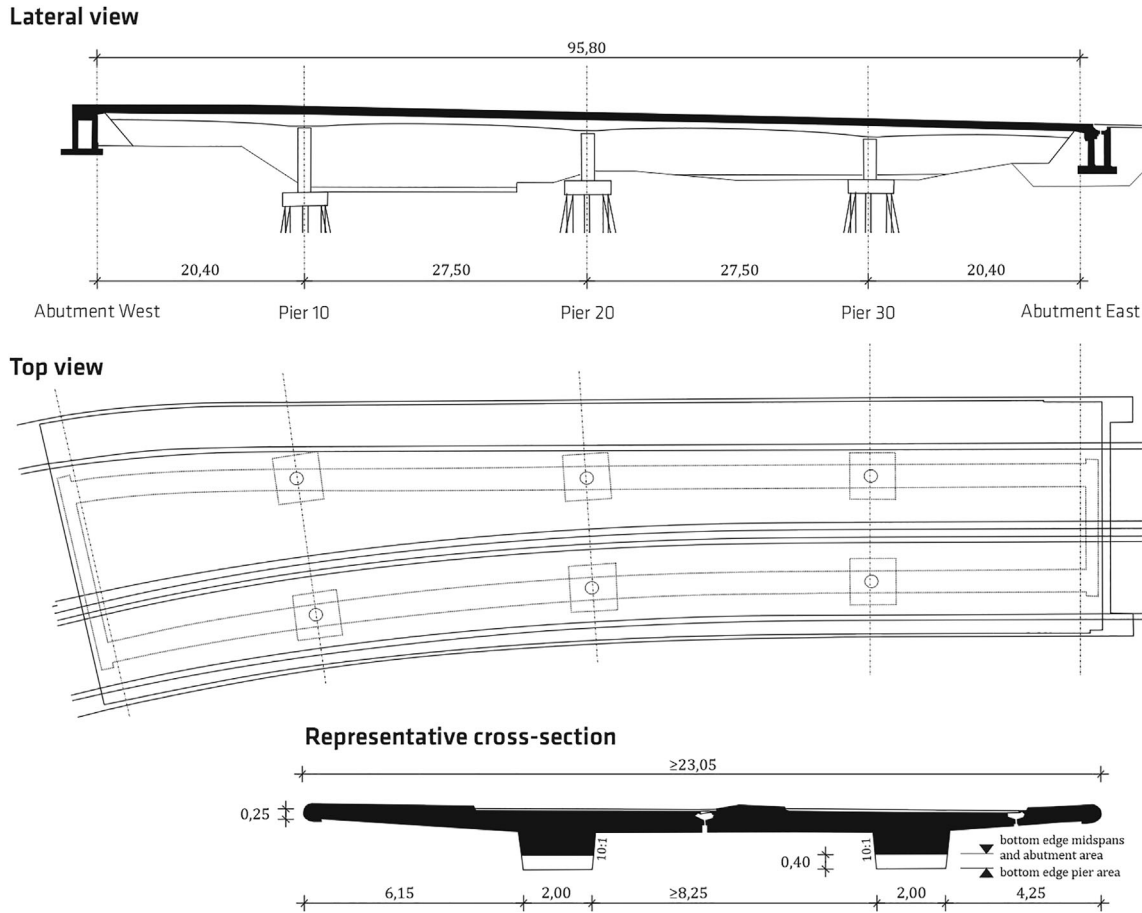 Lateral view
95,80
20,40
27,50
27,50
20,40
Abutment West
Pier 10
Pier 20
Pier 30
Abutment East
Top view
Representative cross-section
≥23,05
0,25
10:1
0,40
10:1
bottom edge midspans
and abutment area
bottom edge pier area
6,15
2,00
≥8,25
2,00
4,25